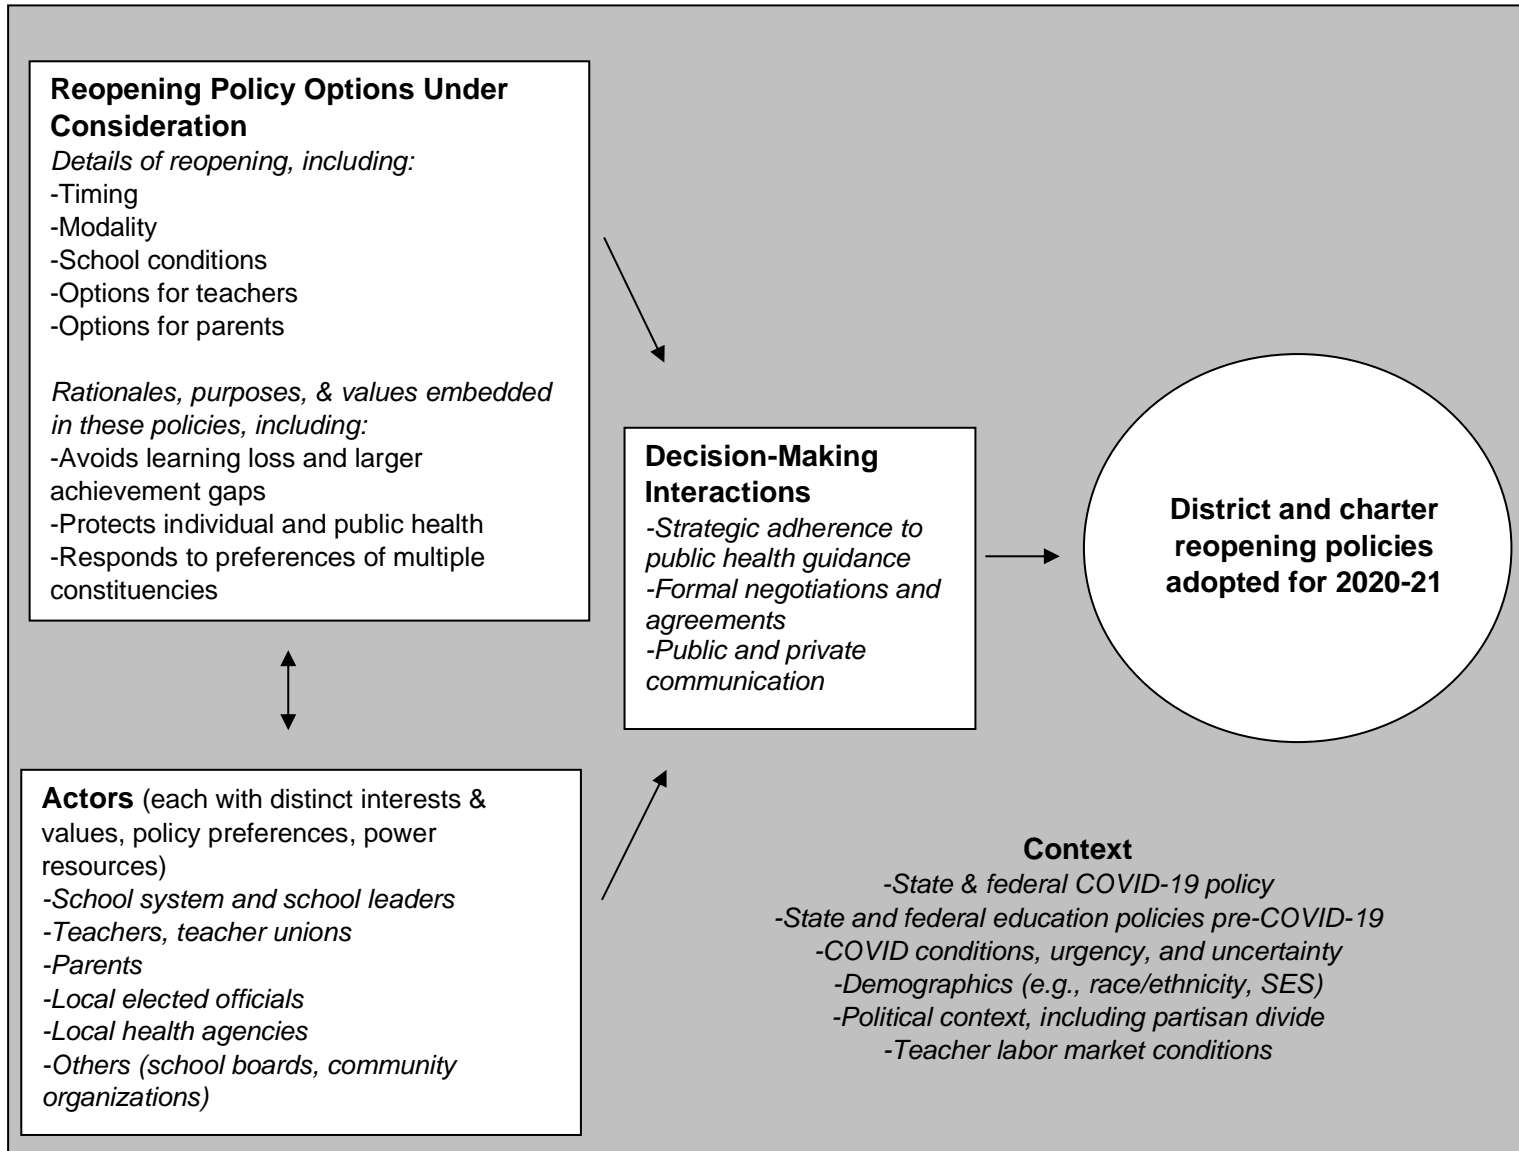 Reopening Policy Options Under
Consideration
Details of reopening, including:
-Timing
-Modality
-School conditions
-Options for teachers
-Options for parents
Rationales, purposes, & values embedded
in these policies, including:
-Avoids learning loss and larger
achievement gaps
-Protects individual and public health
-Responds to preferences of multiple
constituencies
Actors (each with distinct interests &
values, policy preferences, power
resources)
-School system and school leaders
-Teachers, teacher unions
-Parents
-Local elected officials
-Local health agencies
-Others (school boards, community
organizations)
Decision-Making
Interactions
-Strategic adherence to
public health guidance
-Formal negotiations and
agreements
-Public and private
communication
District and charter
reopening policies
adopted for 2020-21
Context
-State & federal COVID-19 policy
-State and federal education policies pre-COVID-19
-COVID conditions, urgency, and uncertainty
-Demographics (e.g., race/ethnicity, SES)
-Political context, including partisan divide
-Teacher labor market conditions